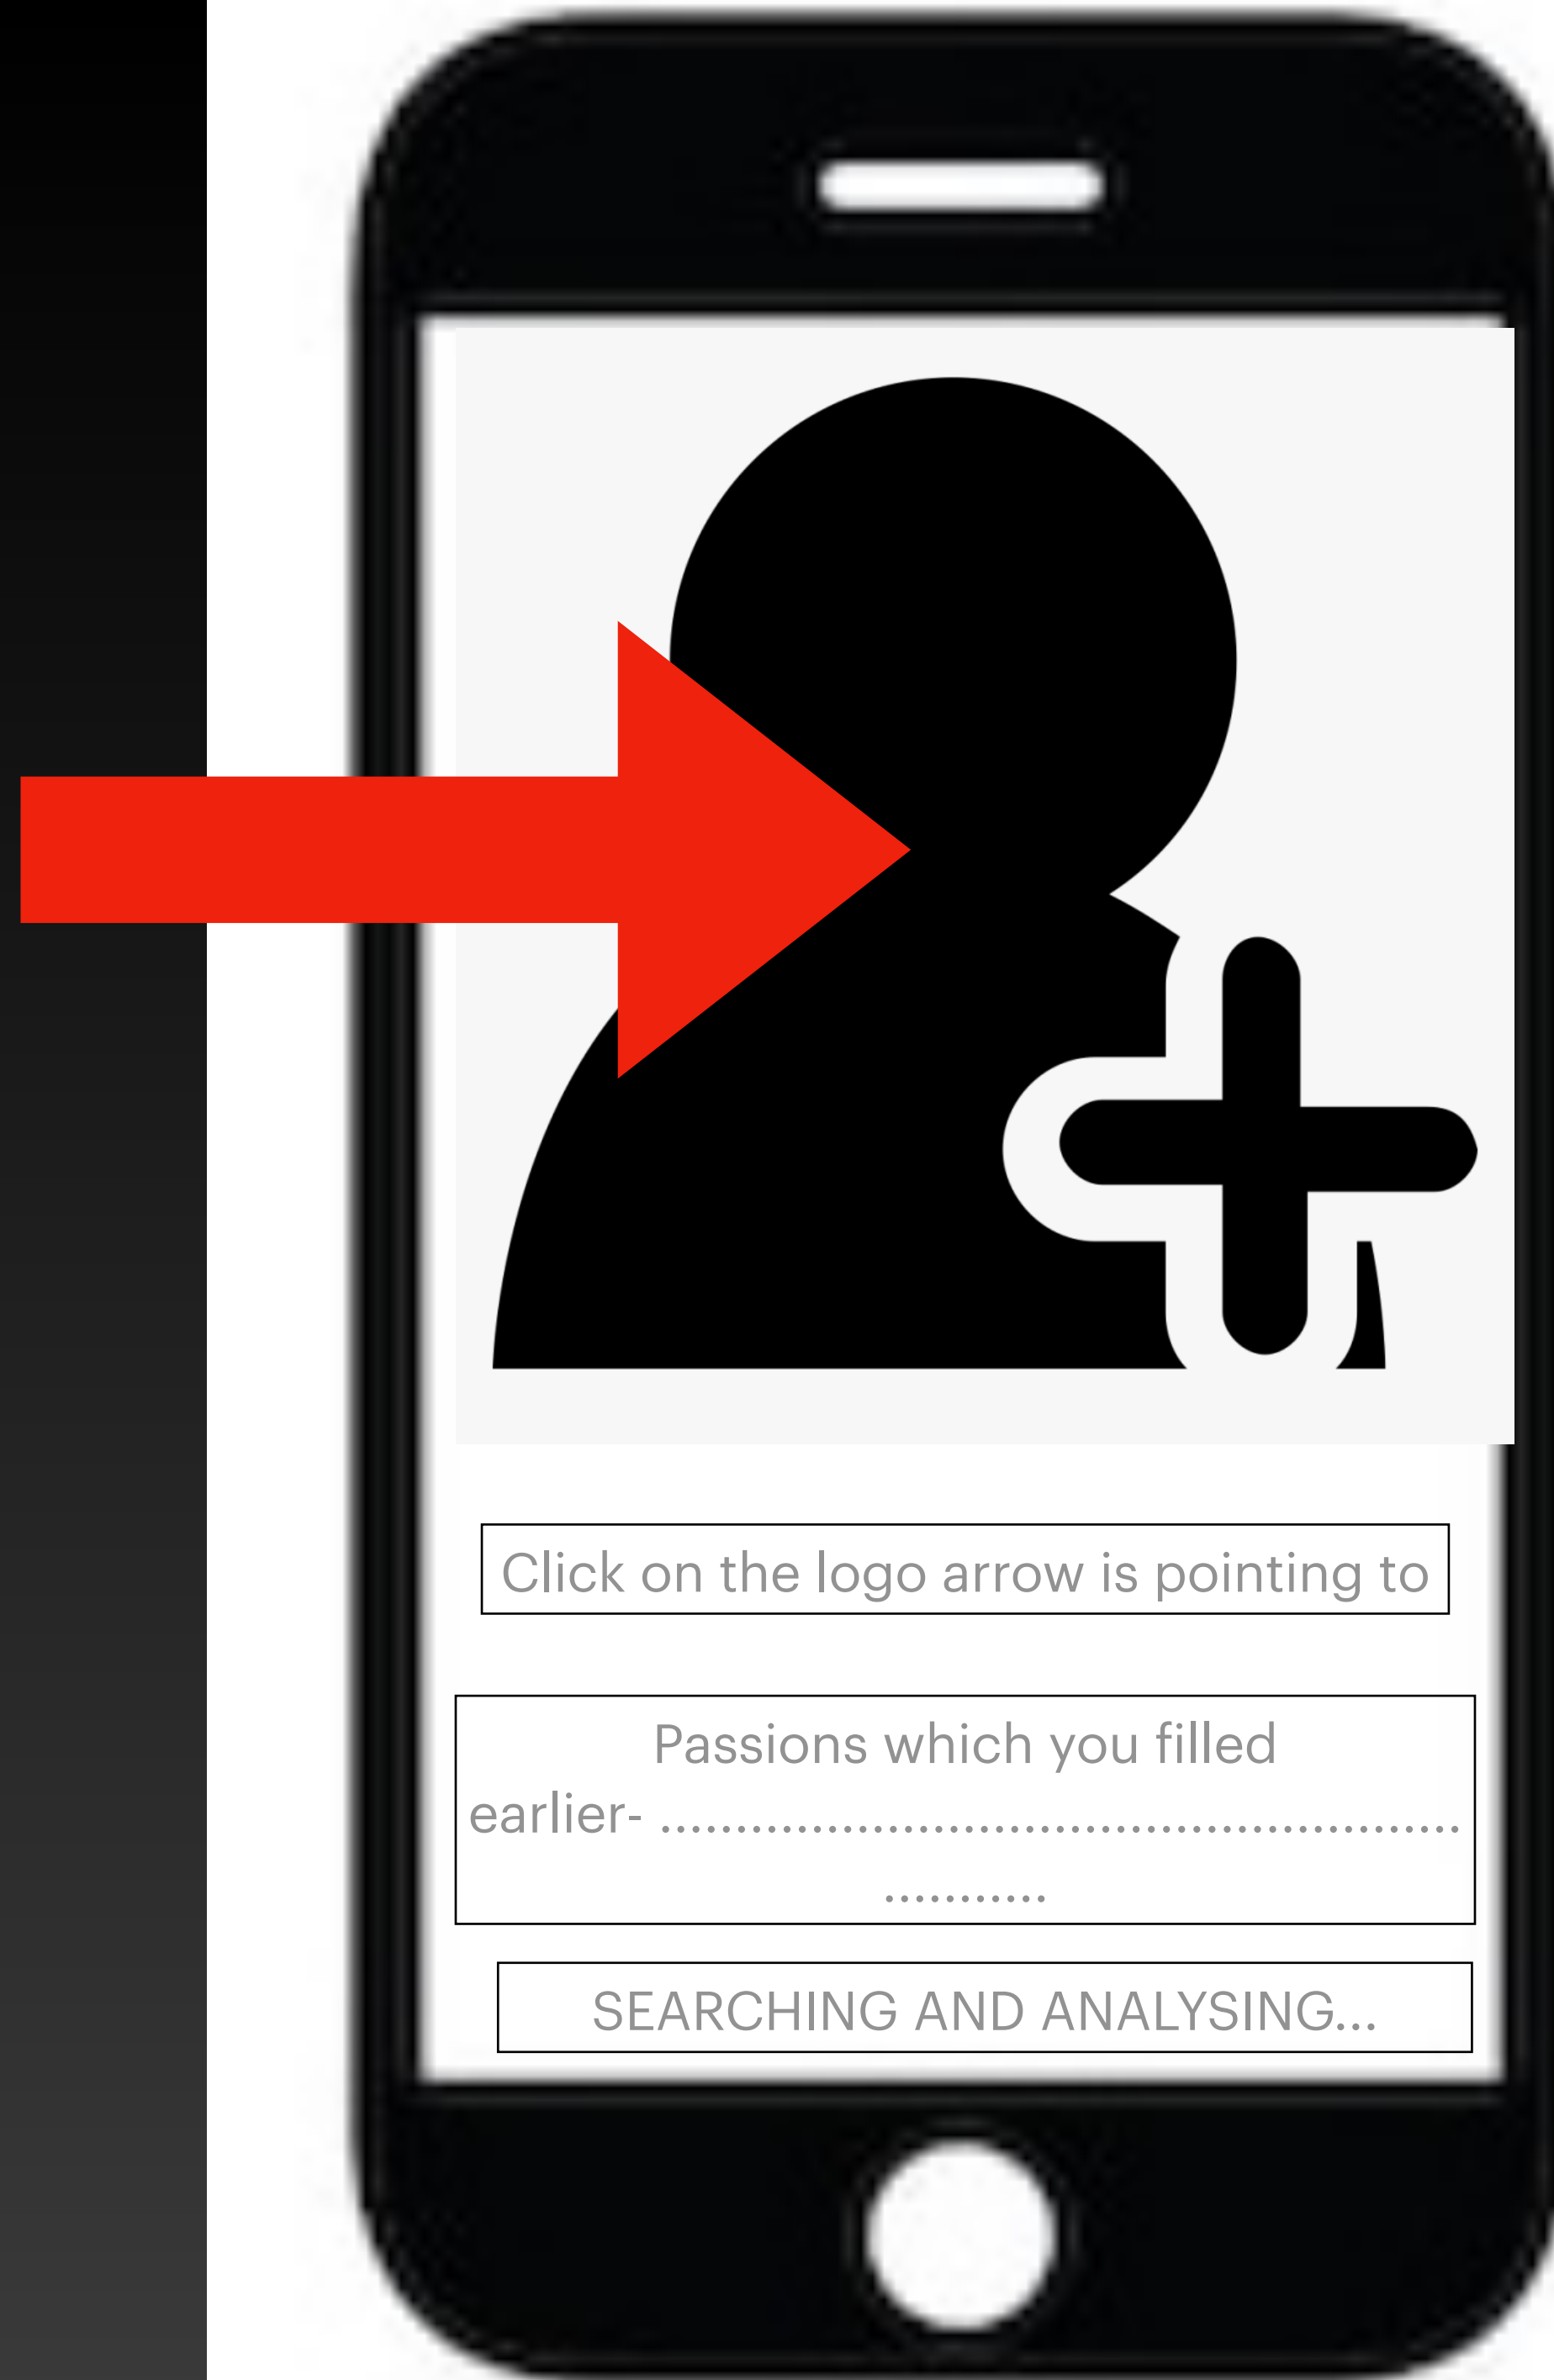 Click on the logo arrow is pointing to
Passions which you filled
earlier- .....................................................
...........
SEARCHING AND ANALYSING...